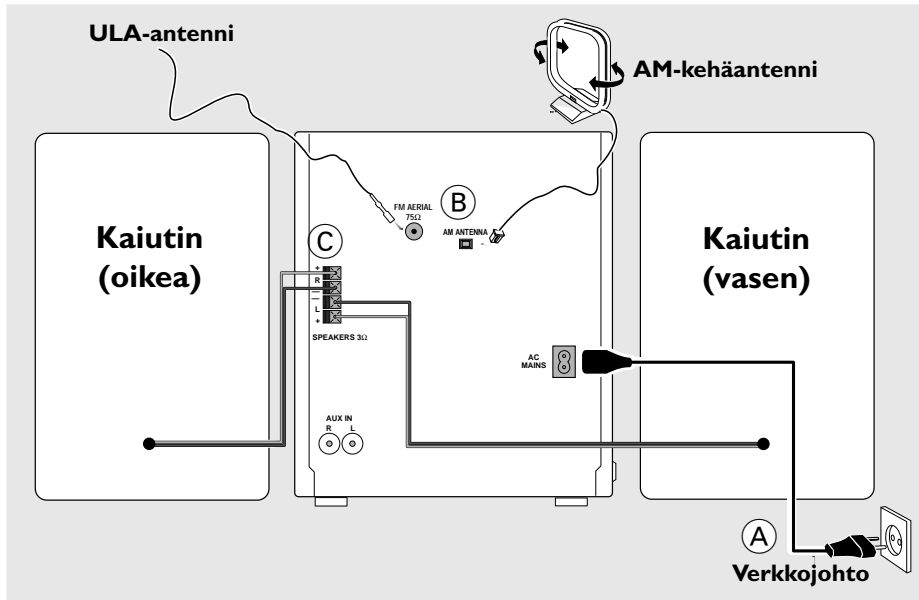 ULA-antenni
AM-kehäantenni
Kaiutin
(oikea)
FM AERIAL
75Ω
B
AM ANTENNA
C
+
R
—
—
L
+
SPEAKERS 3Ω
Kaiutin
(vasen)
AC
MAINS
AUX IN
R L
A
Verkkojohto